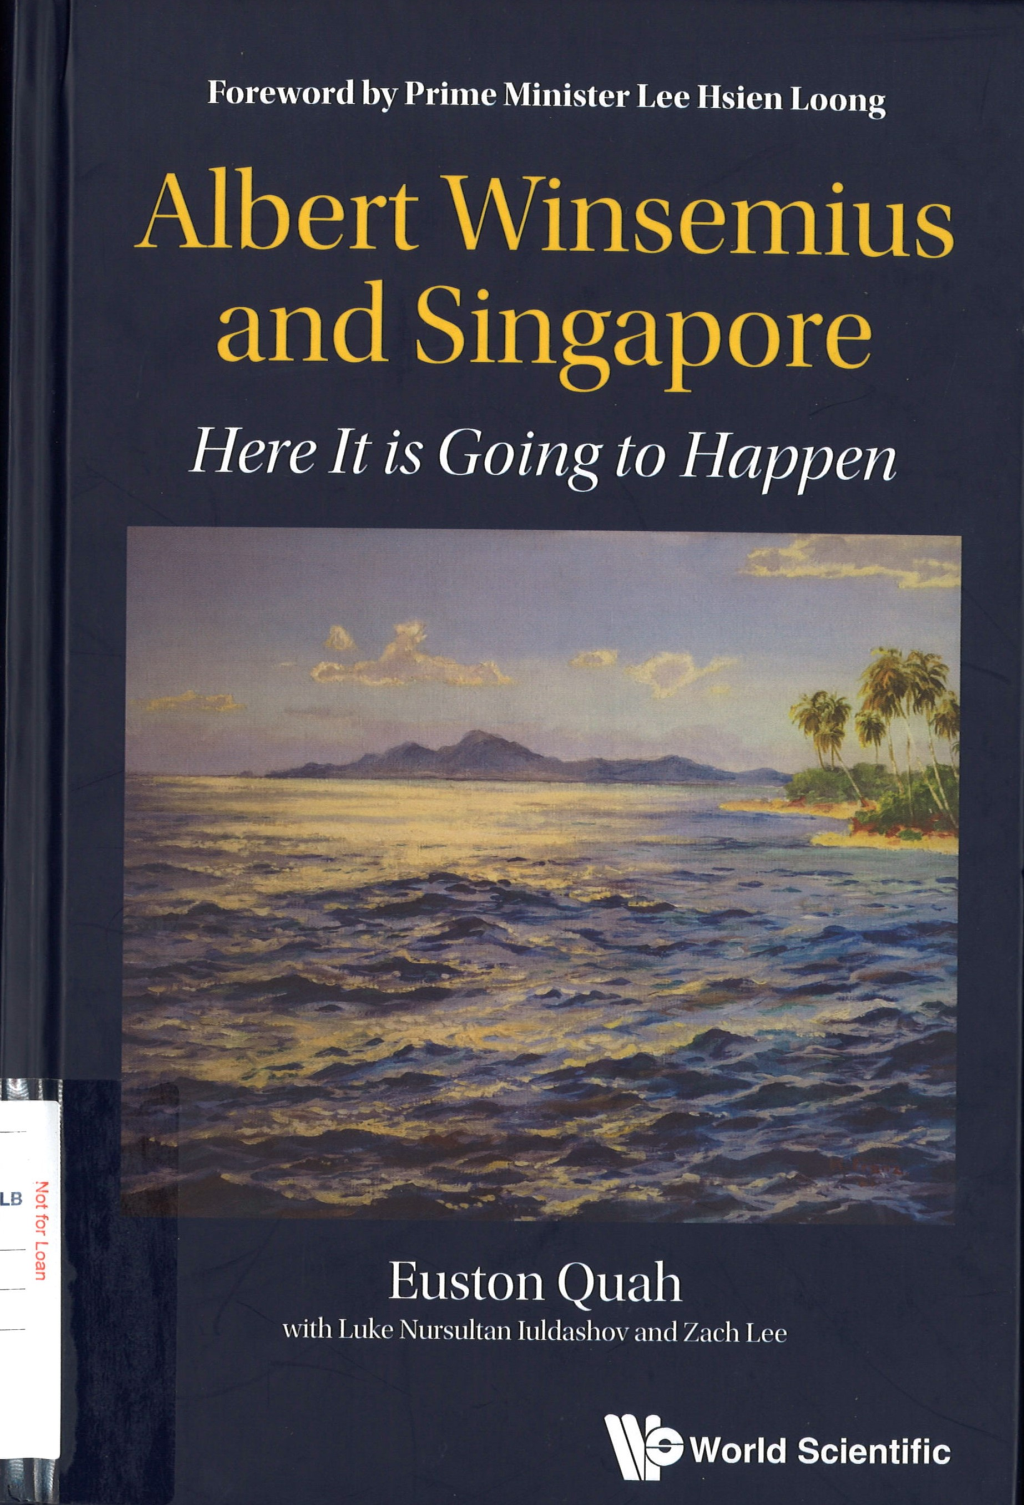 Foreword by Prime Minister Lee Hsien Loong
Albert Winsemius
and Singapore
Here It is Going to Happen
LB
Not for Loan
Euston Quah
with Luke Nursultan Iuldashov and Zach Lee
World Scientific